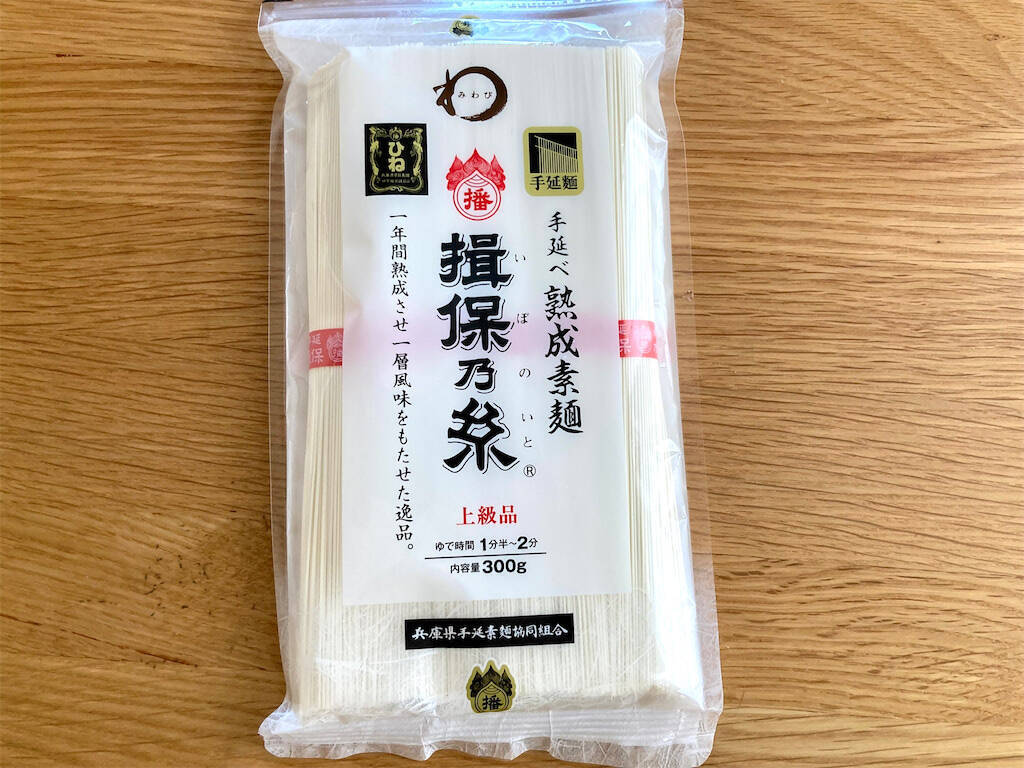 みわび
ひね
手延麺
播
手延べ熟成素麺
揖保乃糸
いぼのいと
®
一年間熟成させ一層風味をもたせた逸品。
上級品
ゆで時間 1分半~2分
内容量 300g
兵庫県手延素麺協同組合
播